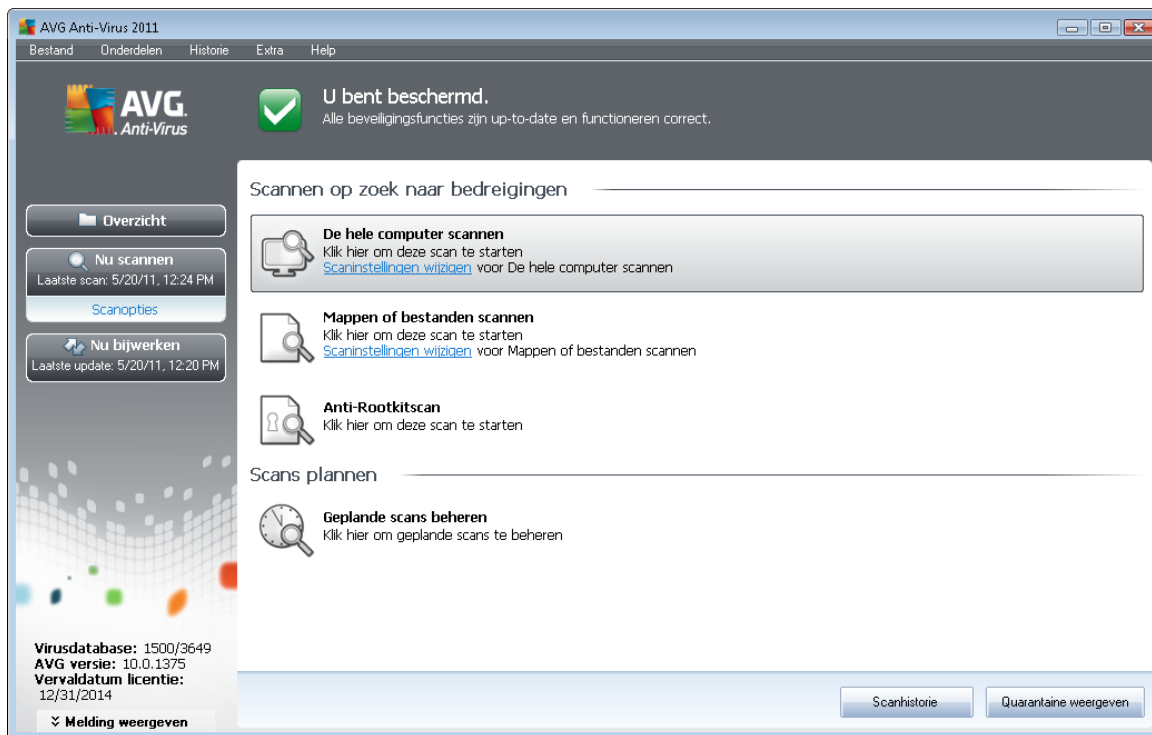 AVG Anti-Virus 2011
Bestand Onderdelen Historie Extra Help
AVG.
Anti-Virus
U bent beschermd.
Alle beveiligingsfuncties zijn up-to-date en functioneren correct.
Overzicht
Nu scannen
Laatste scan: 5/20/11, 12:24 PM
Scanopties
Nu bijwerken
Laatste update: 5/20/11, 12:20 PM
Virusdatabase: 1500/3649
AVG versie: 10.0.1375
Vervaldatum licentie:
12/31/2014
Melding weergeven
Scannen op zoek naar bedreigingen
De hele computer scannen
Klik hier om deze scan te starten
Scaninstellingen wijzigen voor De hele computer scannen
Mappen of bestanden scannen
Klik hier om deze scan te starten
Scaninstellingen wijzigen voor Mappen of bestanden scannen
Anti-Rootkitscan
Klik hier om deze scan te starten
Scans plannen
Geplande scans beheren
Klik hier om geplande scans te beheren
Scanhistorie
Quarantaine weergeven